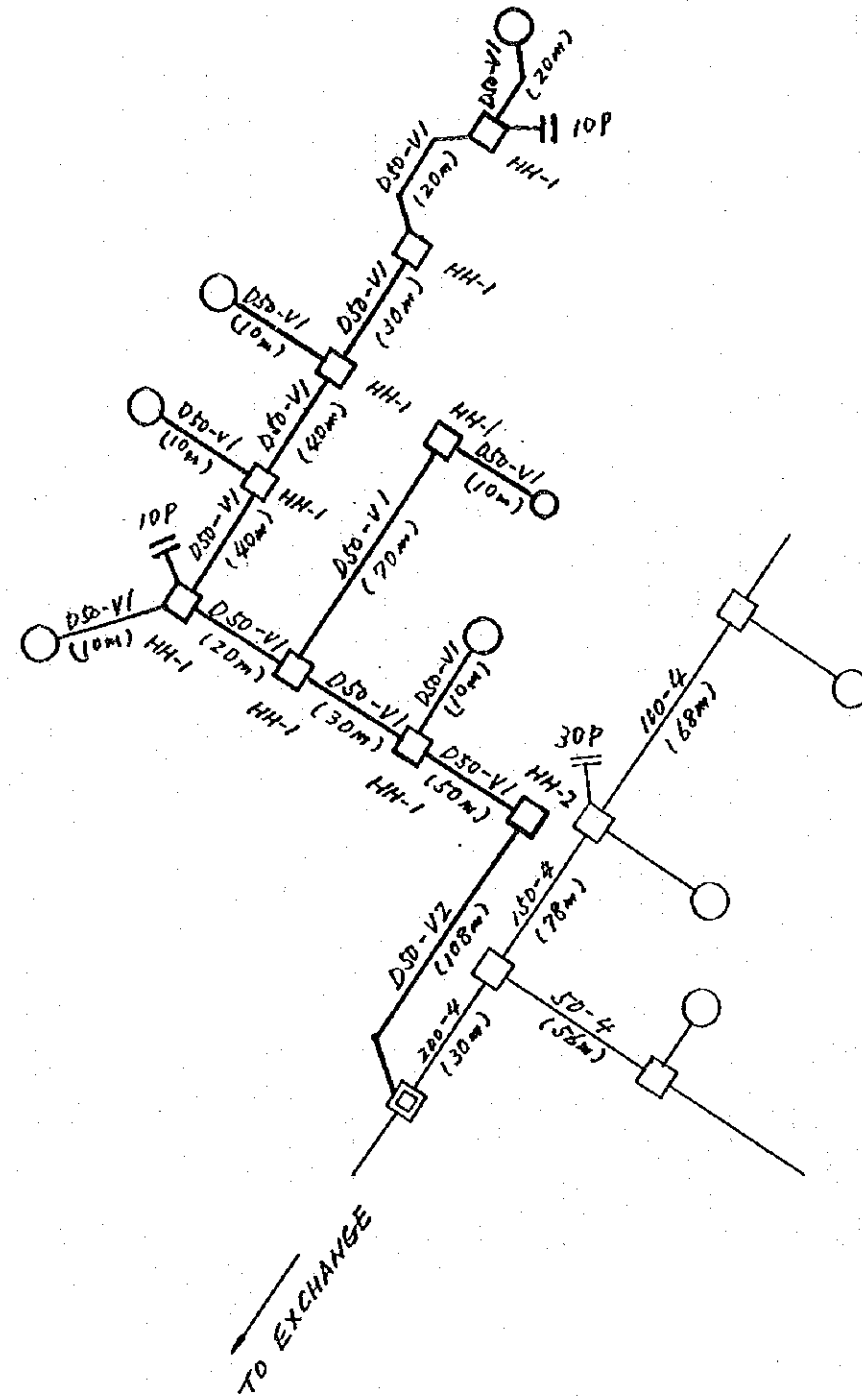 D50-V1
(20m)
10P
HH-1
D50-V1
(20m)
HH-1
D50-V1
(30m)
D50-V1
(10m)
HH-1
D50-V1
(40m)
D50-V1
(10m)
HH-1
HH-1
D50-V1
(10m)
10P
D50-V1
(40m)
D50-V1
(70m)
D50-V1
(10m)
HH-1
D50-V1
(20m)
HH-1
D50-V1
(30m)
D50-V1
(10m)
HH-1
D50-V1
(50m)
HH-2
30P
100-4
(68m)
150-4
(78m)
D50-V2
(108m)
200-4
(30m)
50-4
(56m)
TO EXCHANGE